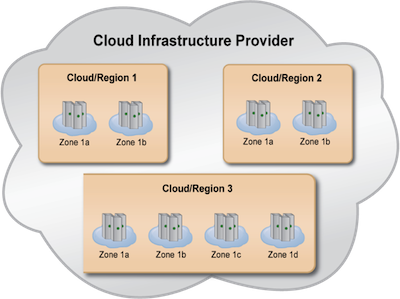 Cloud Infrastructure Provider
Cloud/Region 1
Zone 1a
Zone 1b
Cloud/Region 2
Zone 1a
Zone 1b
Cloud/Region 3
Zone 1a
Zone 1b
Zone 1c
Zone 1d